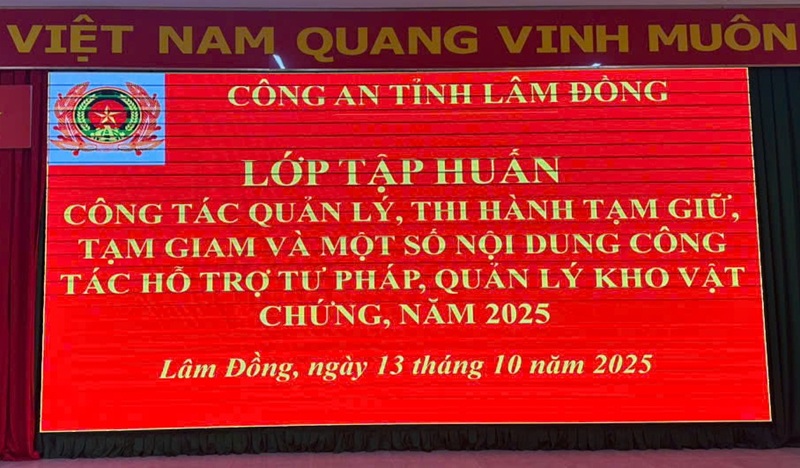 VIỆT NAM QUANG VINH MUÔN
CÔNG AN TỈNH LÂM ĐỒNG
LỚP TẬP HUẤN
CÔNG TÁC QUẢN LÝ, THI HÀNH TẠM GIỮ,
TẠM GIAM VÀ MỘT SỐ NỘI DUNG CÔNG
TÁC HỖ TRỢ TƯ PHÁP, QUẢN LÝ KHO VẬT
CHỨNG, NĂM 2025
Lâm Đồng, ngày 13 tháng 10 năm 2025